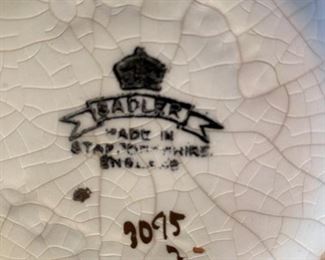 SADLER
MADE IN
STAFFORDSHIRE
ENGLAND
3075